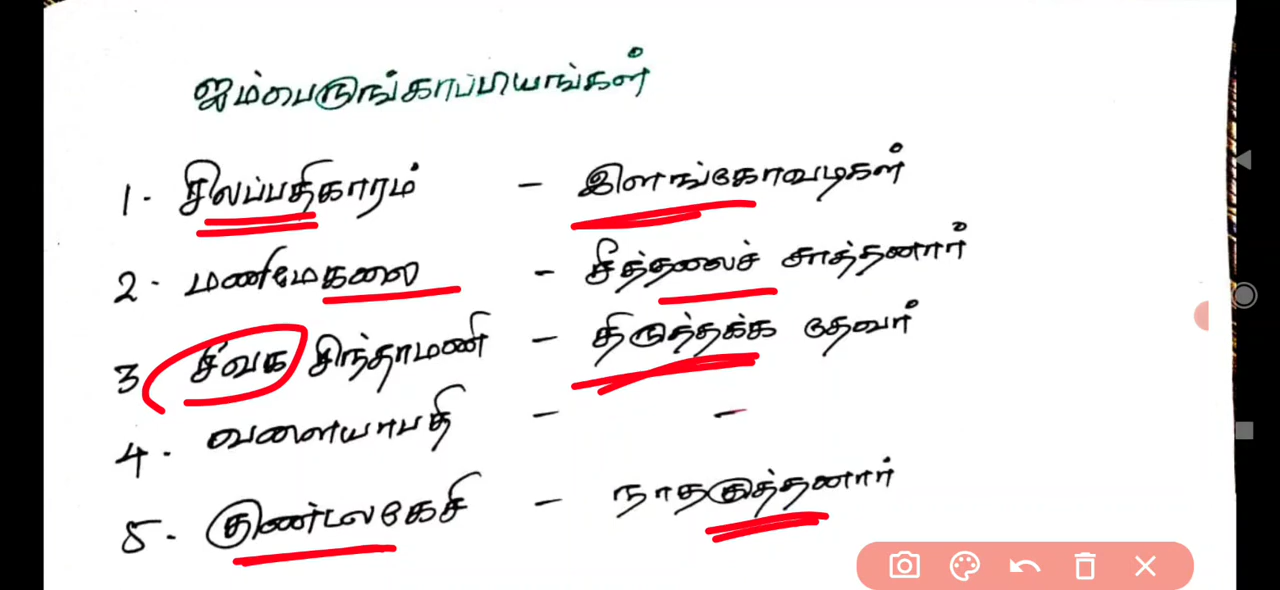 ஐம்பெருங்காப்பியங்கள்
1. சிலப்பதிகாரம் - இளங்கோவடிகள்
2. மணிமேகலை - சீத்தலைச் சாத்தனார்
3 சீவக சிந்தாமணி - திருத்தக்க தேவர்
4. வளையாபதி - -
5. குண்டலகேசி - நாதகுத்தனார்